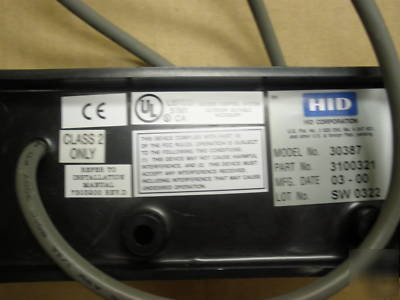 CE
CLASS 2
ONLY
REFER TO
INSTALLATION
MANUAL
UL
LISTED
CA
THIS DEVICE COMPLIES WITH PART 15
OF THE FCC RULES. OPERATION IS SUBJECT
TO THE FOLLOWING TWO CONDITIONS:
(1) THIS DEVICE MAY NOT CAUSE HARMFUL
INTERFERENCE, AND
(2) THIS DEVICE MUST ACCEPT ANY
INTERFERENCE RECEIVED, INCLUDING
INTERFERENCE THAT MAY CAUSE
UNDESIRED OPERATION.
HID
HID CORPORATION
MODEL No. 30387
PART No. 3100321
MFG. DATE 03-00
LOT No. SW 0322